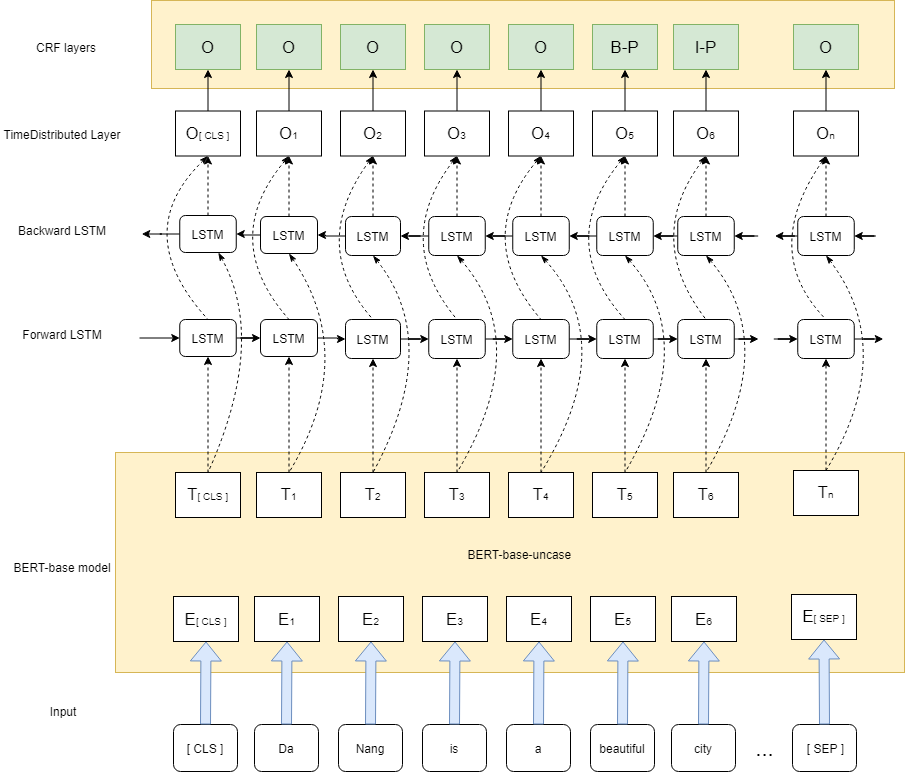 CRF layers O O O O O B-P I-P O
TimeDistributed Layer O[ CLS ] O1 O2 O3 O4 O5 O6 On
Backward LSTM LSTM LSTM LSTM LSTM LSTM LSTM LSTM LSTM
Forward LSTM LSTM LSTM LSTM LSTM LSTM LSTM LSTM LSTM
T[ CLS ] T1 T2 T3 T4 T5 T6 Tn
BERT-base-uncase
BERT-base model
E[ CLS ] E1 E2 E3 E4 E5 E6 E[ SEP ]
Input
[ CLS ] Da Nang is a beautiful city ... [ SEP ]